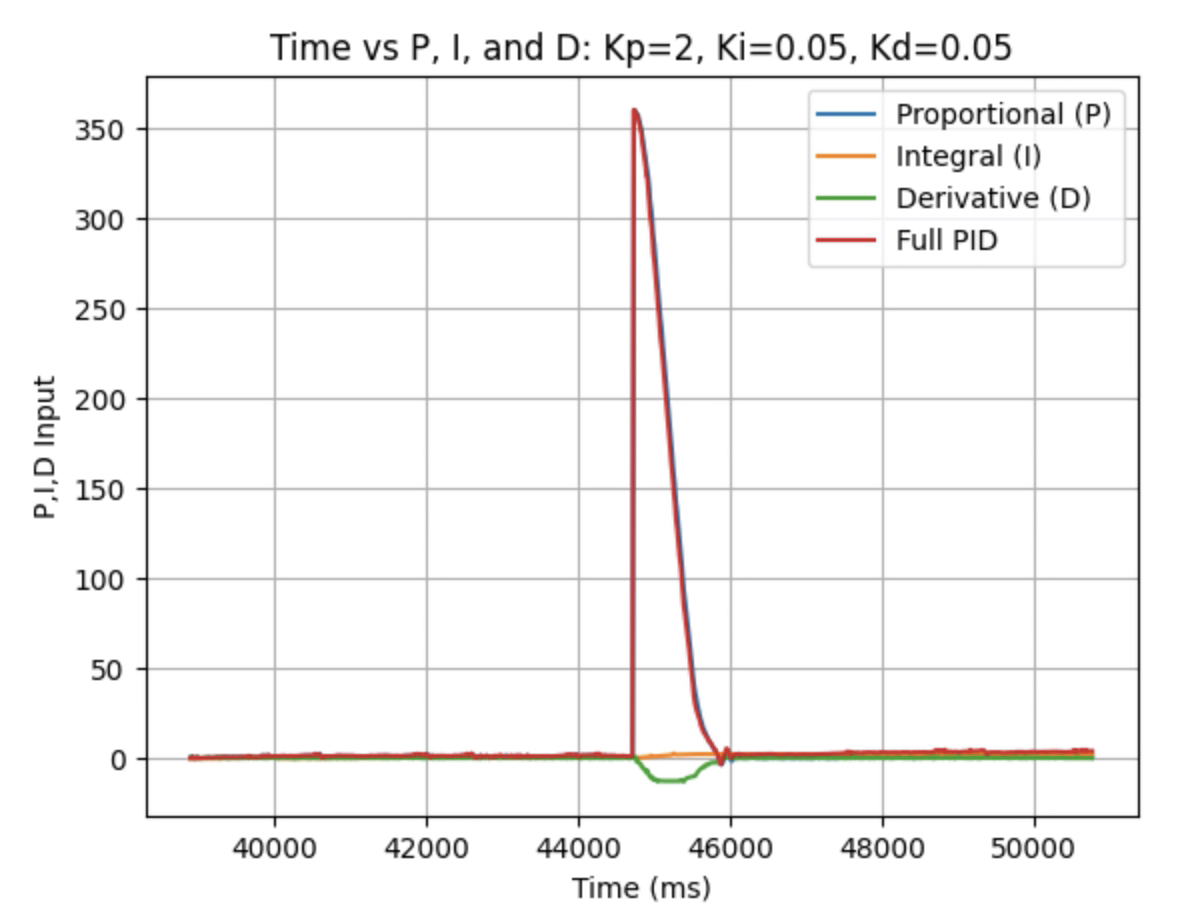 Time vs P, I, and D: Kp=2, Ki=0.05, Kd=0.05
Proportional (P)
Integral (I)
Derivative (D)
Full PID
P,I,D Input
350
300
250
200
150
100
50
0
40000 42000 44000 46000 48000 50000
Time (ms)